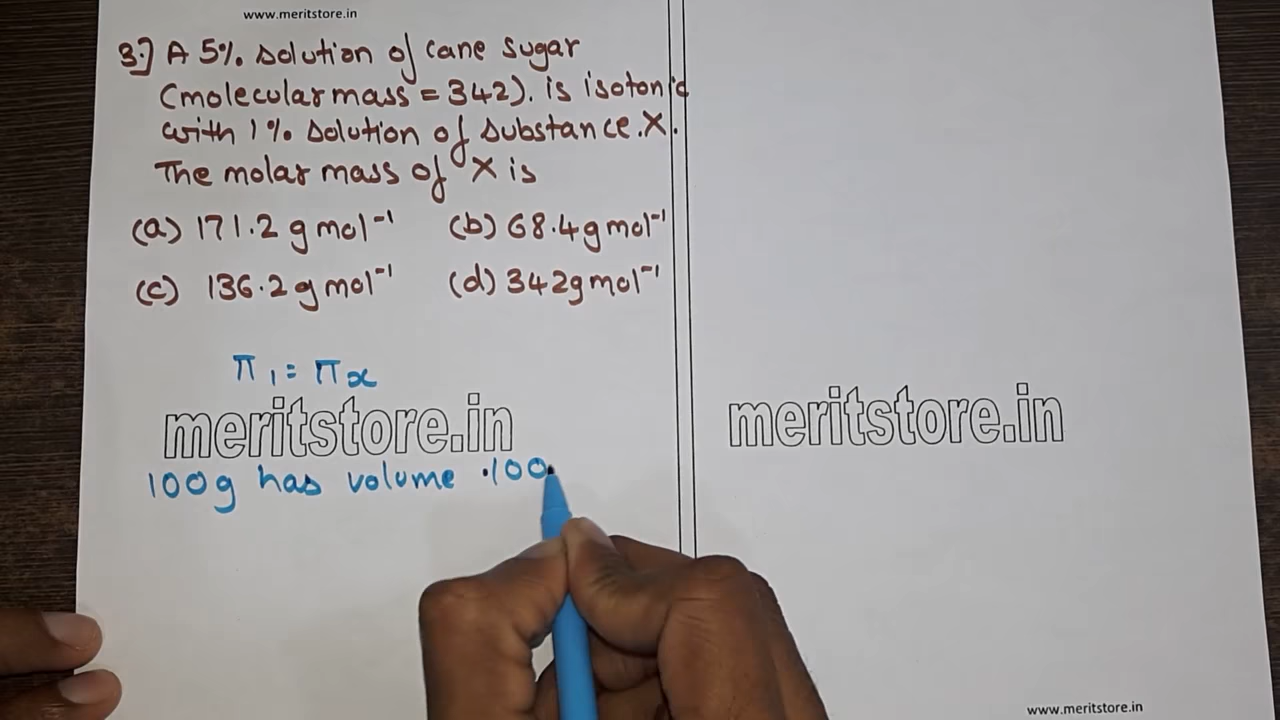 www.meritstore.in
3.) A 5% solution of cane sugar
(molecular mass = 342). is isotonic
with 1% solution of substance.X.
The molar mass of X is
(a) 171.2 g mol⁻¹ (b) 68.4 g mol⁻¹
(c) 136.2 g mol⁻¹ (d) 342 g mol⁻¹
π₁ = πₓ
meritstore.in meritstore.in
100g has volume .100
www.meritstore.in